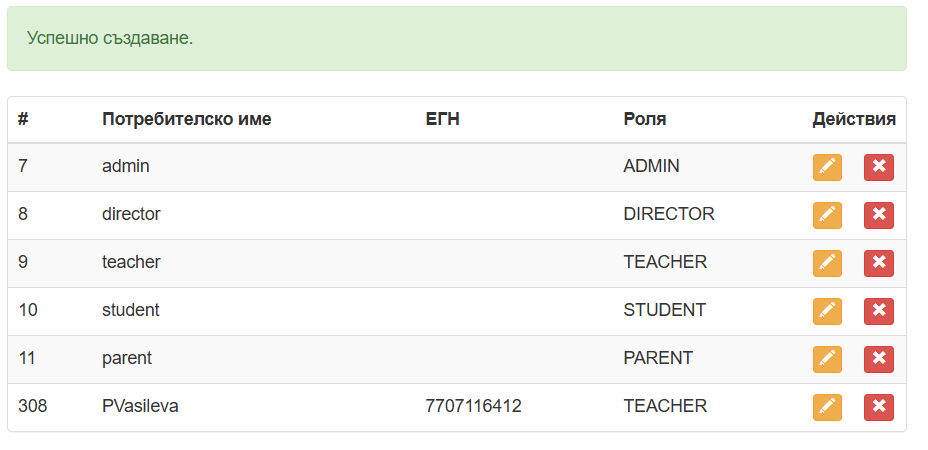 Успешно създаване.
# Потребителско име ЕГН Роля Действия
7 admin ADMIN
8 director DIRECTOR
9 teacher TEACHER
10 student STUDENT
11 parent PARENT
308 PVasileva 7707116412 TEACHER